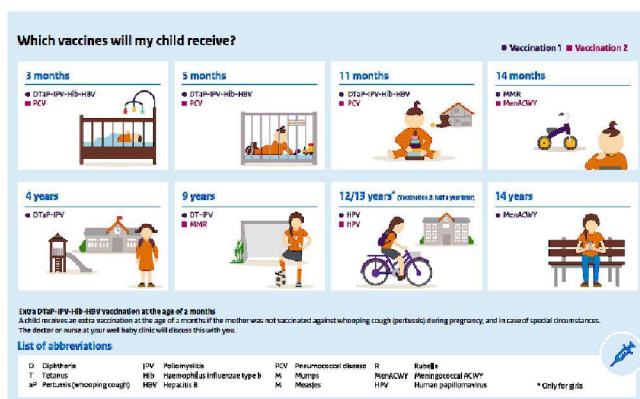 Which vaccines will my child receive?
● Vaccination 1 ■ Vaccination 2
3 months
● DTaP-IPV-Hib-HBV
■ PCV
5 months
● DTaP-IPV-Hib-HBV
■ PCV
11 months
● DTaP-IPV-Hib-HBV
■ PCV
14 months
● MMR
■ MenACWY
4 years
● DTaP-IPV
9 years
● DT-IPV
■ MMR
12/13 years* (Vaccination 2: half a year later)
● HPV
■ HPV
14 years
● MenACWY
Extra DTaP-IPV-Hib-HBV vaccination at the age of 2 months
A child receives an extra vaccination at the age of 2 months if the mother was not vaccinated against whooping cough (pertussis) during pregnancy, and in case of special circumstances.
The doctor or nurse at your well baby clinic will discuss this with you.
List of abbreviations
D Diphtheria IPV Poliomyelitis PCV Pneumococcal disease R Rubella
T Tetanus Hib Haemophilus influenzae type b M Mumps MenACWY Meningococcal ACWY
aP Pertussis (whooping cough) HBV Hepatitis B M Measles HPV Human papillomavirus * Only for girls